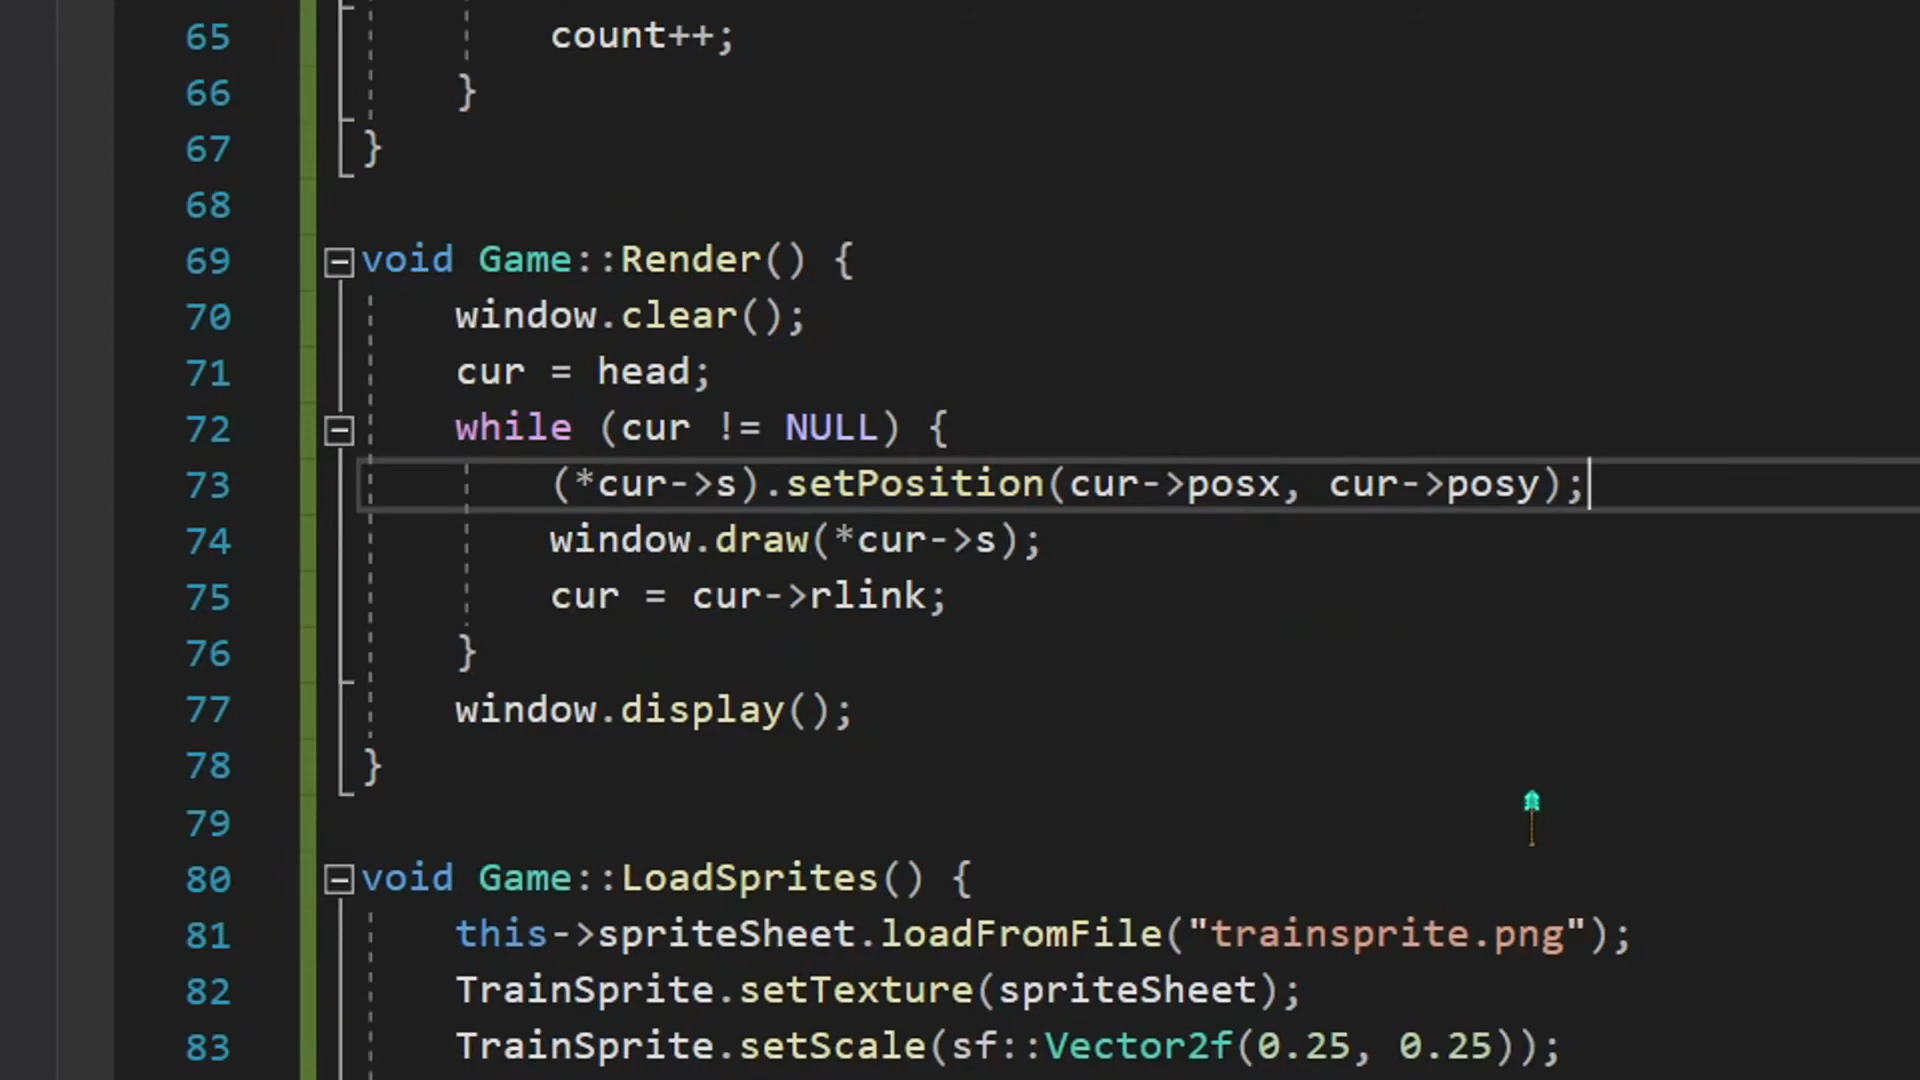 65 count++;
66 }
67 }
68
69 void Game::Render() {
70 window.clear();
71 cur = head;
72 while (cur != NULL) {
73 (*cur->s).setPosition(cur->posx, cur->posy);
74 window.draw(*cur->s);
75 cur = cur->rlink;
76 }
77 window.display();
78 }
79
80 void Game::LoadSprites() {
81 this->spriteSheet.loadFromFile("trainsprite.png");
82 TrainSprite.setTexture(spriteSheet);
83 TrainSprite.setScale(sf::Vector2f(0.25, 0.25));